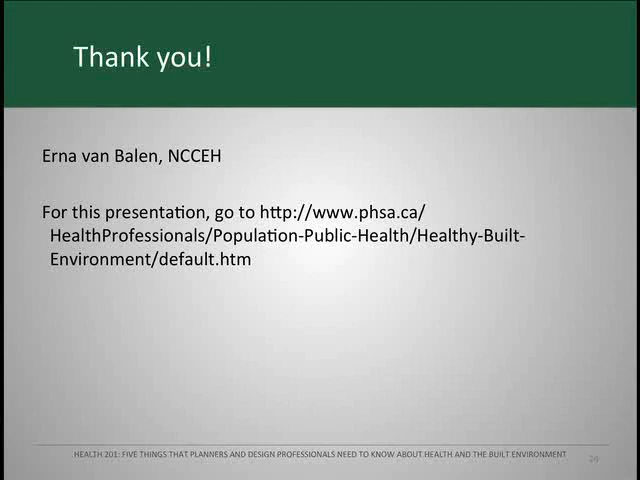 Thank you!
Erna van Balen, NCCEH
For this presentation, go to http://www.phsa.ca/
HealthProfessionals/Population-Public-Health/Healthy-Built-
Environment/default.htm
HEALTH 201: FIVE THINGS THAT PLANNERS AND DESIGN PROFESSIONALS NEED TO KNOW ABOUT HEALTH AND THE BUILT ENVIRONMENT